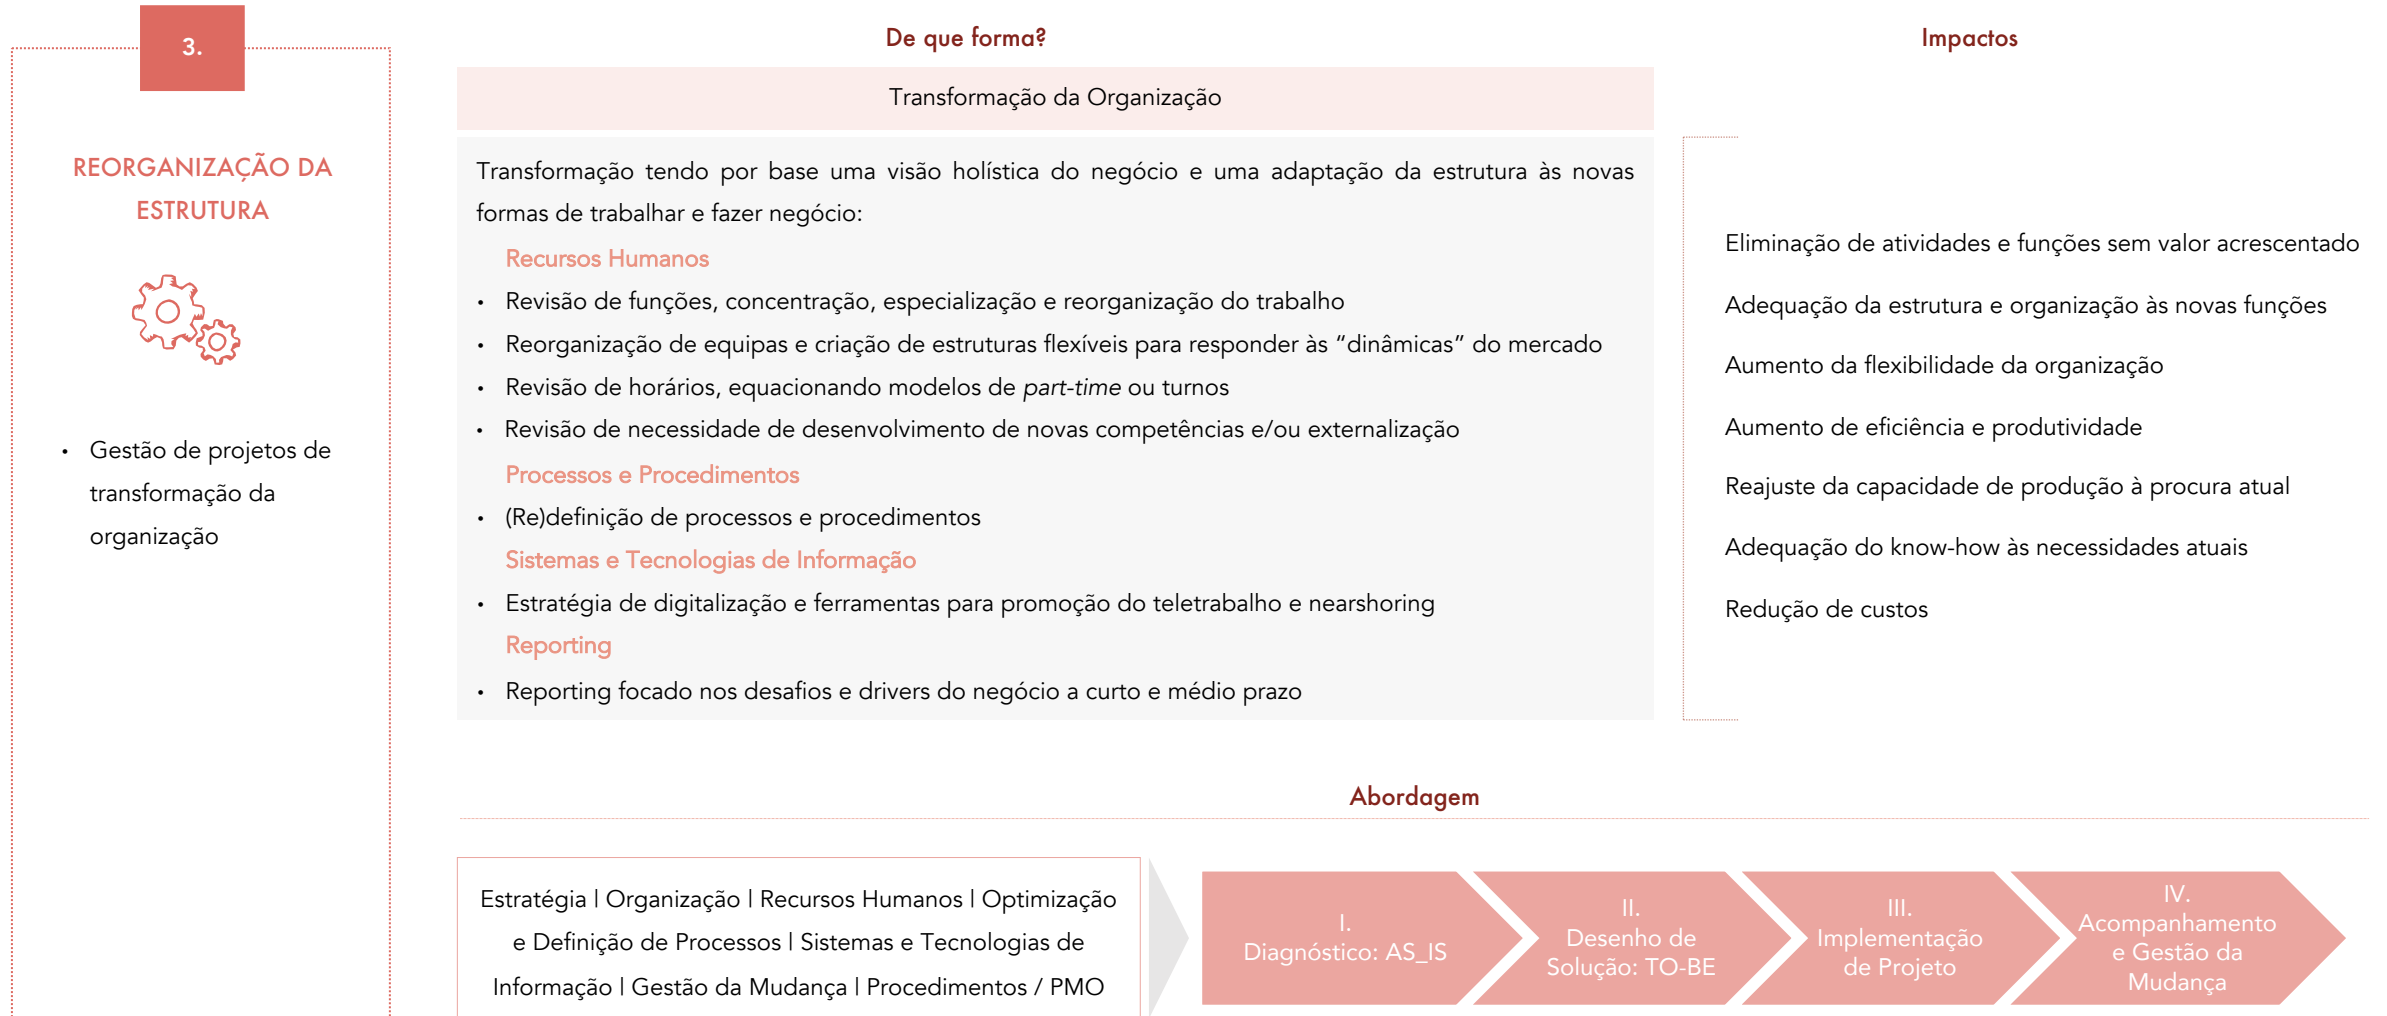 3.
REORGANIZAÇÃO DA
ESTRUTURA
• Gestão de projetos de
transformação da
organização
De que forma?
Transformação da Organização
Transformação tendo por base uma visão holística do negócio e uma adaptação da estrutura às novas
formas de trabalhar e fazer negócio:
Recursos Humanos
• Revisão de funções, concentração, especialização e reorganização do trabalho
• Reorganização de equipas e criação de estruturas flexíveis para responder às “dinâmicas” do mercado
• Revisão de horários, equacionando modelos de part-time ou turnos
• Revisão de necessidade de desenvolvimento de novas competências e/ou externalização
Processos e Procedimentos
• (Re)definição de processos e procedimentos
Sistemas e Tecnologias de Informação
• Estratégia de digitalização e ferramentas para promoção do teletrabalho e nearshoring
Reporting
• Reporting focado nos desafios e drivers do negócio a curto e médio prazo
Impactos
Eliminação de atividades e funções sem valor acrescentado
Adequação da estrutura e organização às novas funções
Aumento da flexibilidade da organização
Aumento de eficiência e produtividade
Reajuste da capacidade de produção à procura atual
Adequação do know-how às necessidades atuais
Redução de custos
Abordagem
Estratégia | Organização | Recursos Humanos | Optimização
e Definição de Processos | Sistemas e Tecnologias de
Informação | Gestão da Mudança | Procedimentos / PMO
I.
Diagnóstico: AS_IS
II.
Desenho de
Solução: TO-BE
III.
Implementação
de Projeto
IV.
Acompanhamento
e Gestão da
Mudança